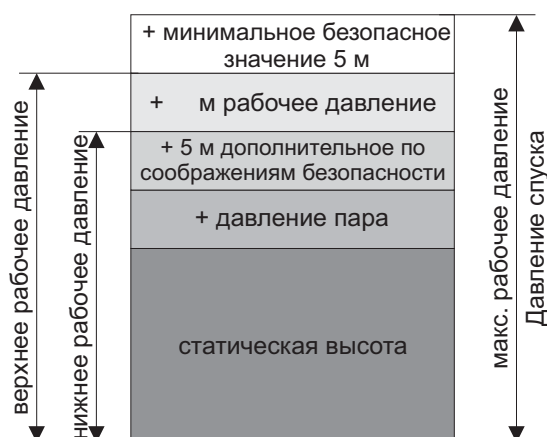 + минимальное безопасное
значение 5 м
+ м рабочее давление
+ 5 м дополнительное по
соображениям безопасности
+ давление пара
статическая высота
верхнее рабочее давление
нижнее рабочее давление
макс. рабочее давление
Давление спуска